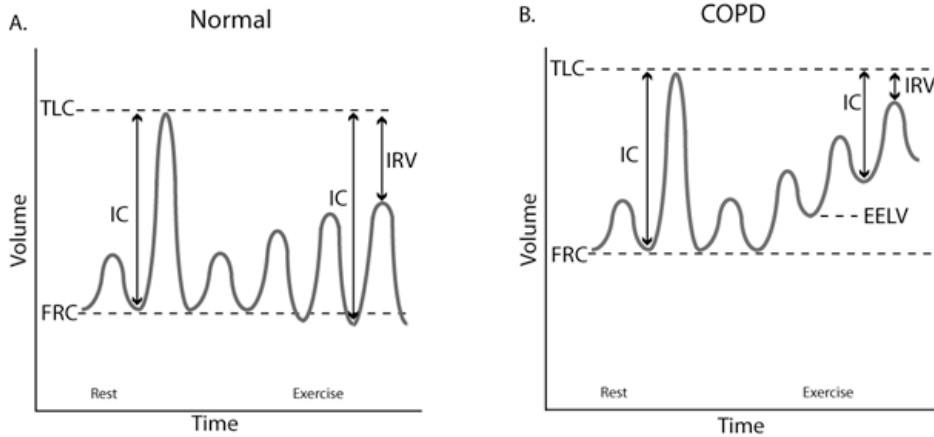 A.
Normal
TLC
IC
IC
IRV
FRC
Volume
Rest
Exercise
Time
B.
COPD
TLC
IC
IC
IRV
EELV
FRC
Volume
Rest
Exercise
Time